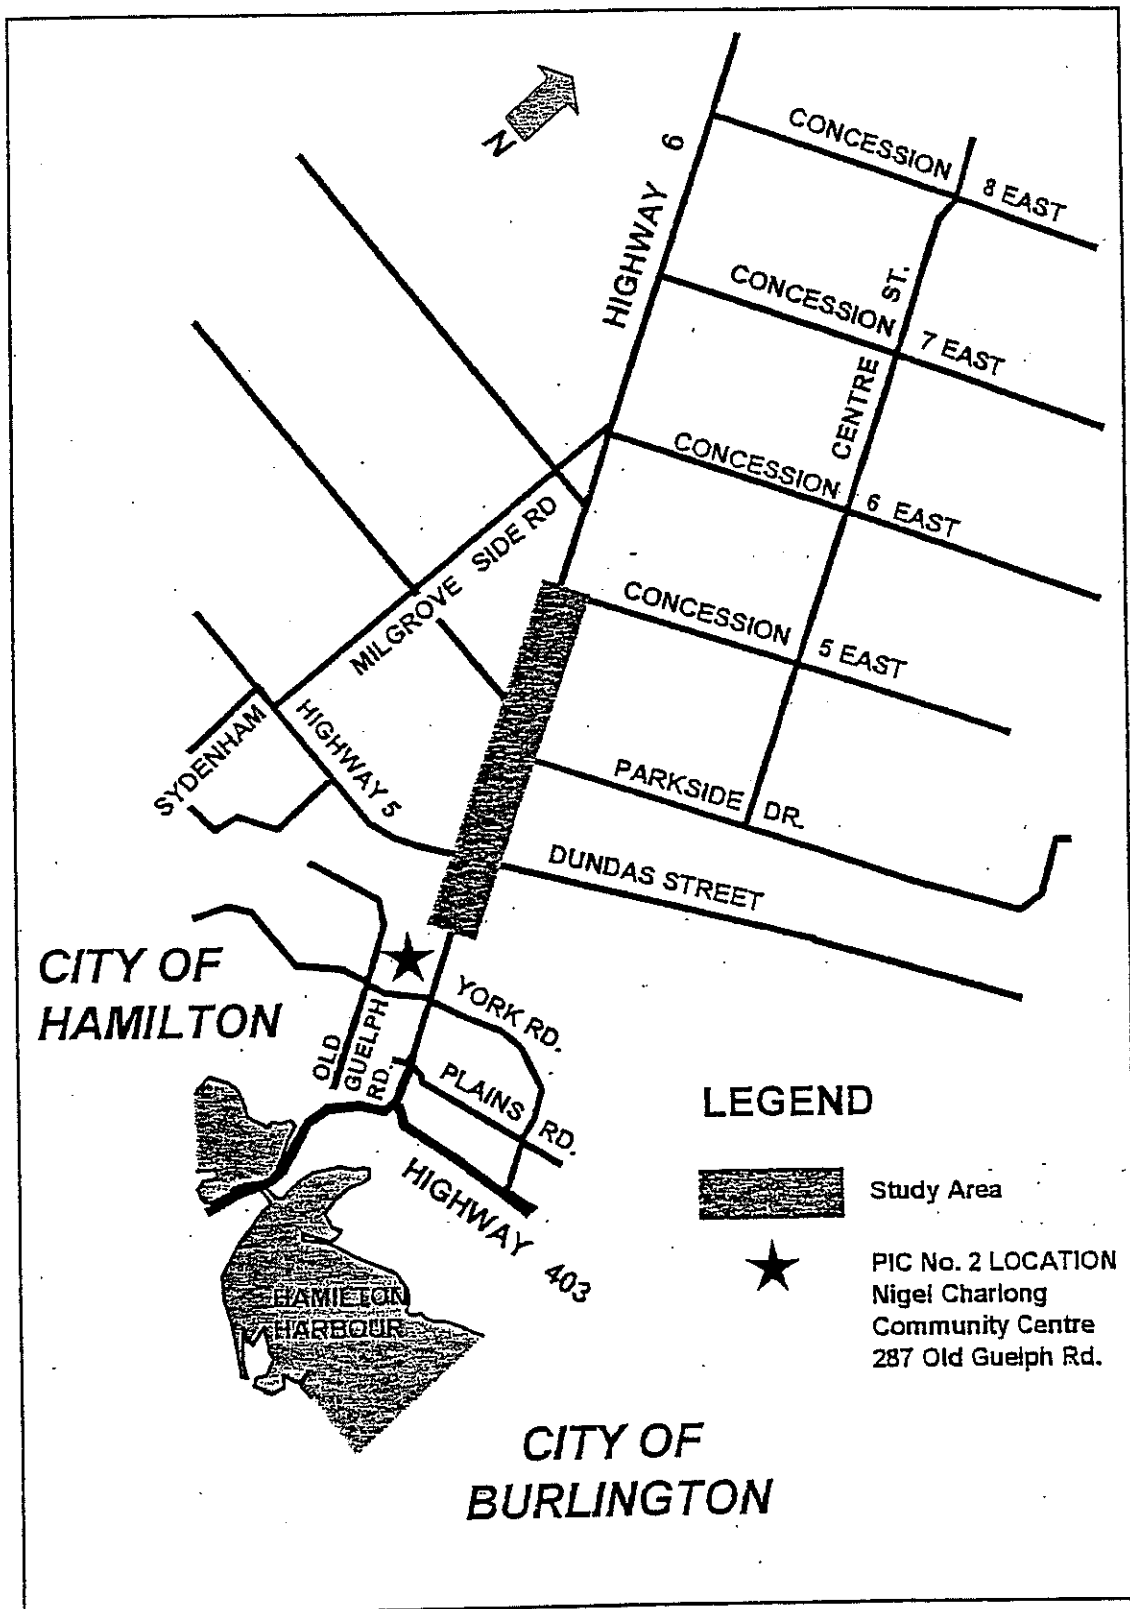 N
HIGHWAY 6
CONCESSION 8 EAST
CONCESSION 7 EAST
CENTRE ST.
CONCESSION 6 EAST
MILGROVE SIDE RD
CONCESSION 5 EAST
SYDENHAM
HIGHWAY 5
PARKSIDE DR.
DUNDAS STREET
CITY OF
HAMILTON
OLD
GUELPH
RD.
YORK RD.
PLAINS RD.
HIGHWAY 403
HAMILTON
HARBOUR
LEGEND
Study Area
PIC No. 2 LOCATION
Nigel Charlong
Community Centre
287 Old Guelph Rd.
CITY OF
BURLINGTON